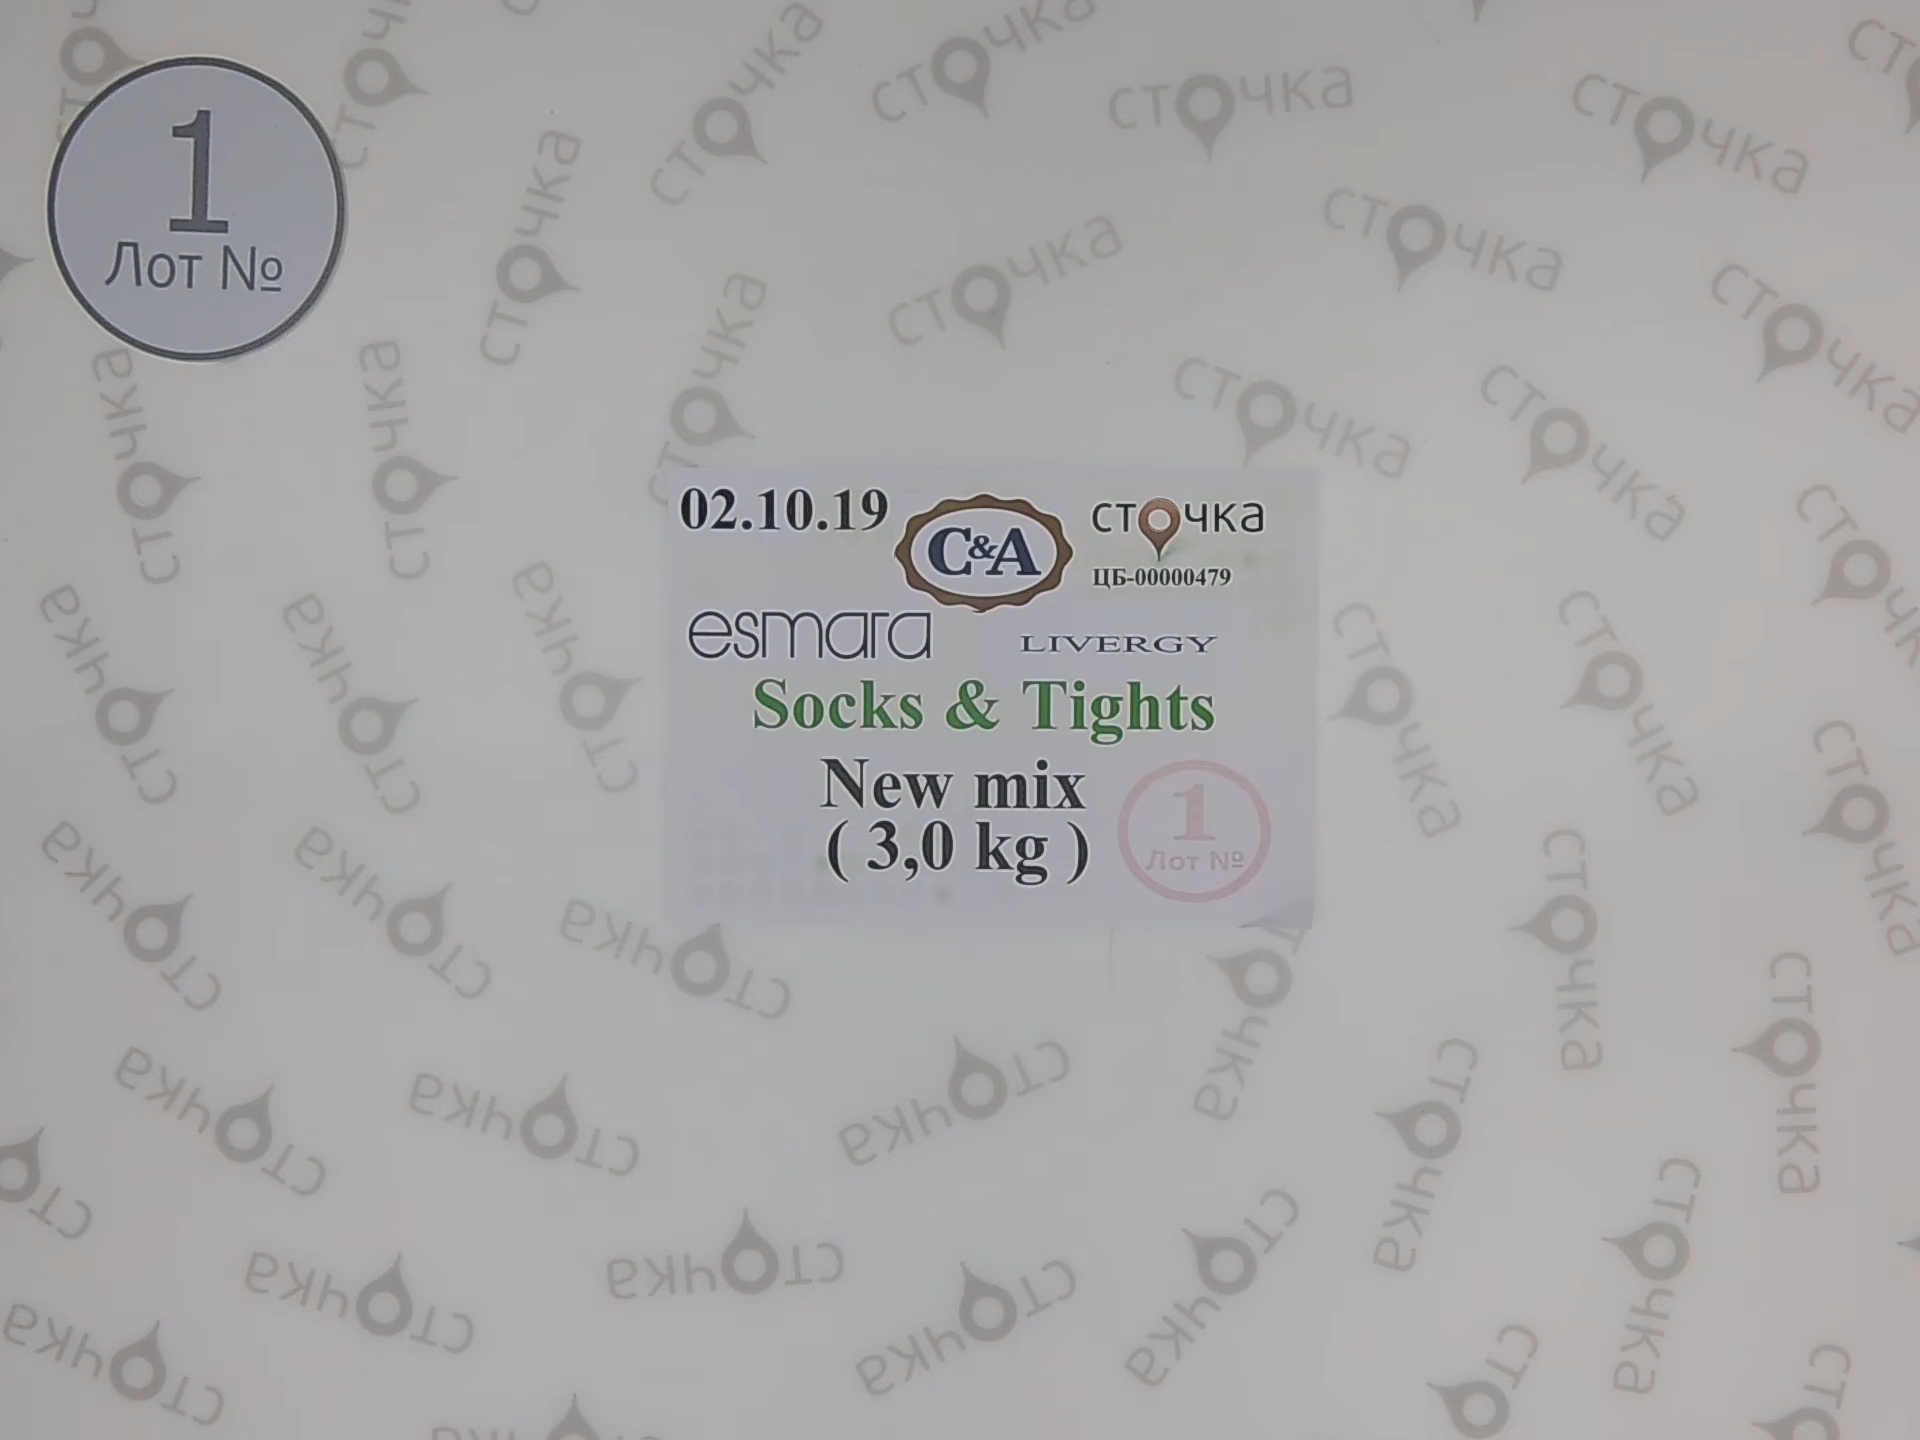 1
Лот №
02.10.19
C&A
сточка
ЦБ-00000479
esmara
LIVERGY
Socks & Tights
New mix
( 3,0 kg )
1
Лот №